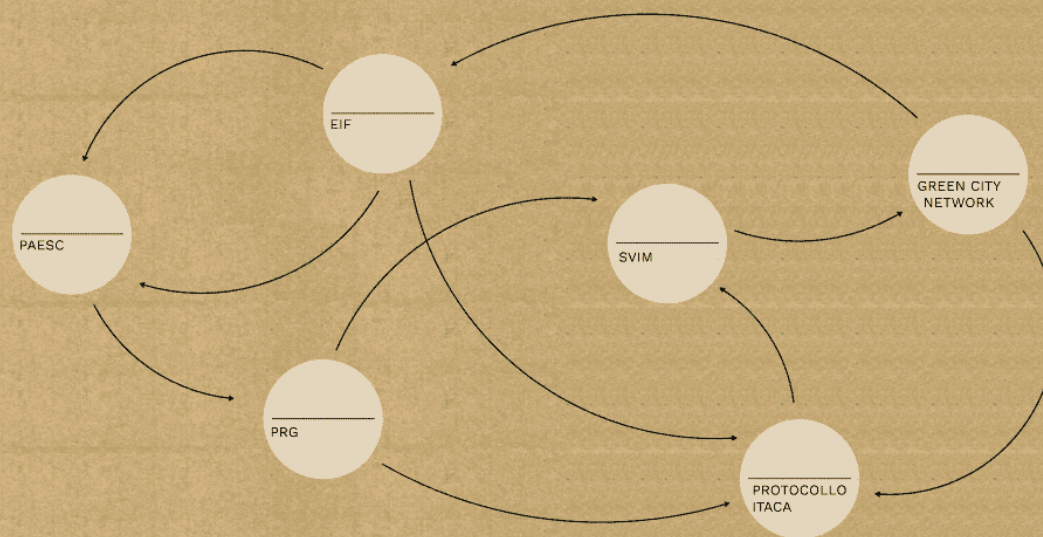 EIF
GREEN CITY
NETWORK
PAESC
SVIM
PRG
PROTOCOLLO
ITACA